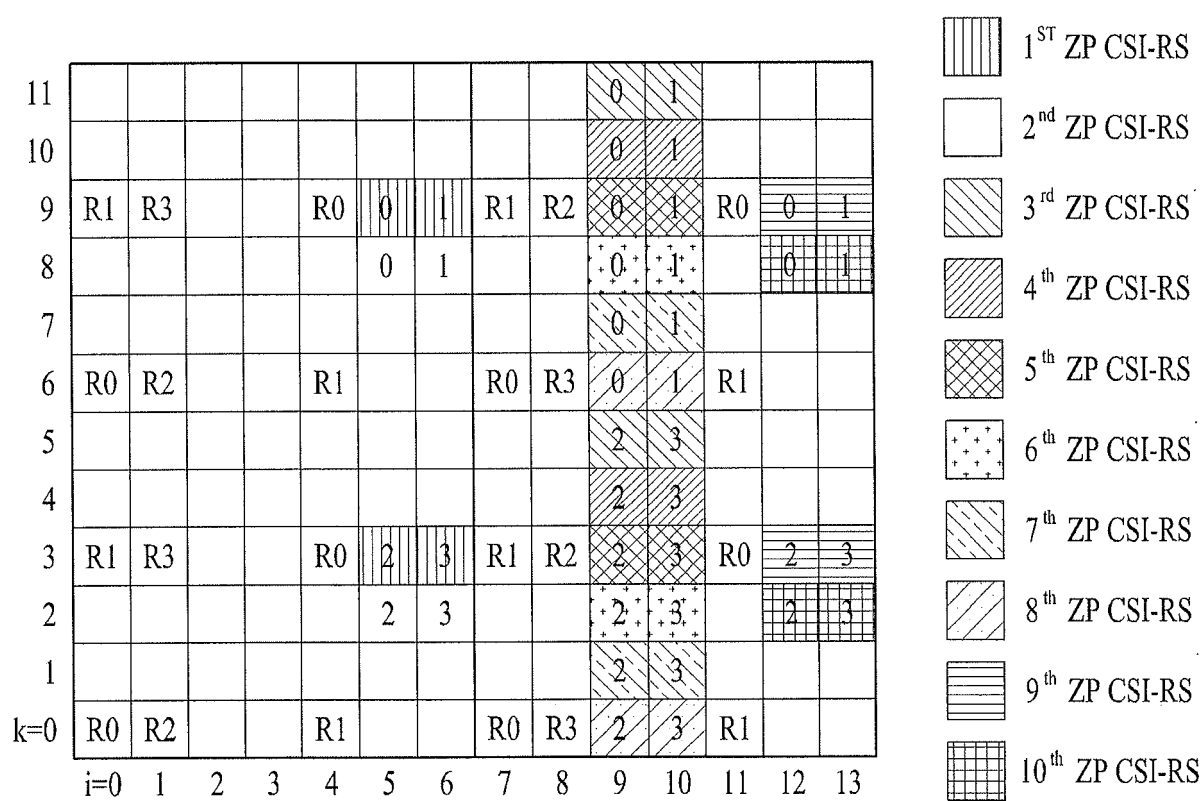 11 0 1
10 0 1
9 R1 R3 R0 0 1 R1 R2 0 1 R0 0 1
8 0 1 0 1 0 1
7 0 1
6 R0 R2 R1 R0 R3 0 1 R1
5 2 3
4 2 3
3 R1 R3 R0 2 3 R1 R2 2 3 R0 2 3
2 2 3 2 3 2 3
1 2 3
k=0 R0 R2 R1 R0 R3 2 3 R1
i=0 1 2 3 4 5 6 7 8 9 10 11 12 13
1ST ZP CSI-RS
2nd ZP CSI-RS
3rd ZP CSI-RS
4th ZP CSI-RS
5th ZP CSI-RS
6th ZP CSI-RS
7th ZP CSI-RS
8th ZP CSI-RS
9th ZP CSI-RS
10th ZP CSI-RS